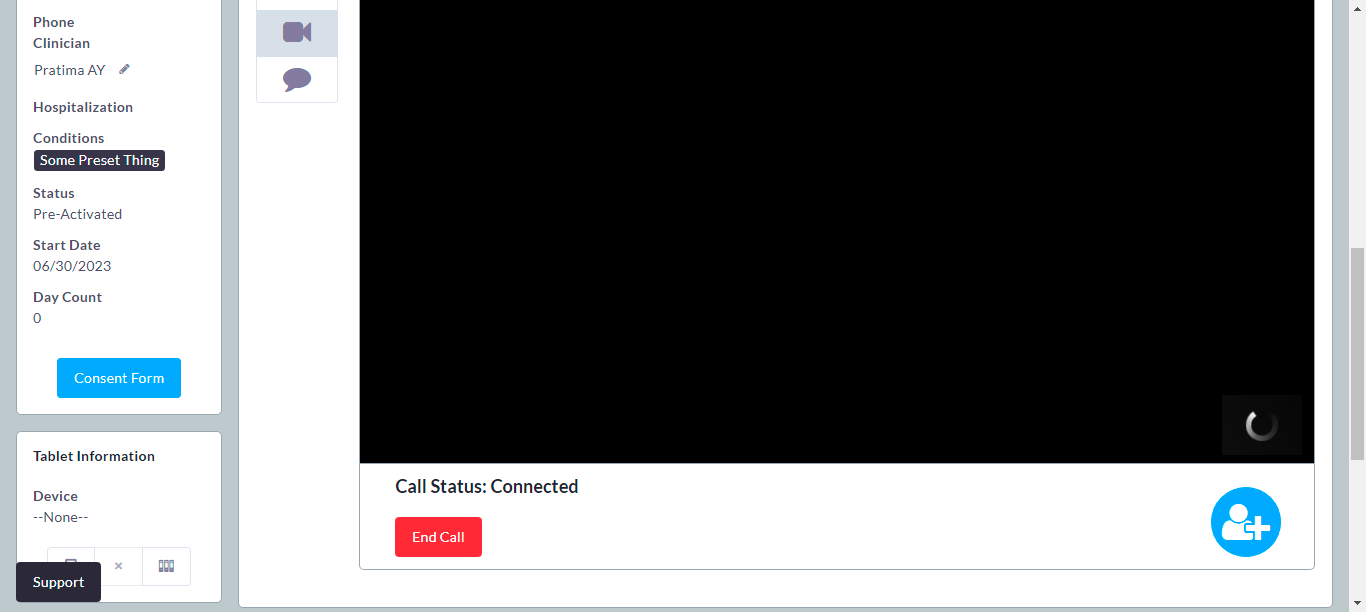 Phone
Clinician
Pratima AY
Hospitalization
Conditions
Some Preset Thing
Status
Pre-Activated
Start Date
06/30/2023
Day Count
0
Consent Form
Tablet Information
Device
--None--
Support
Call Status: Connected
End Call